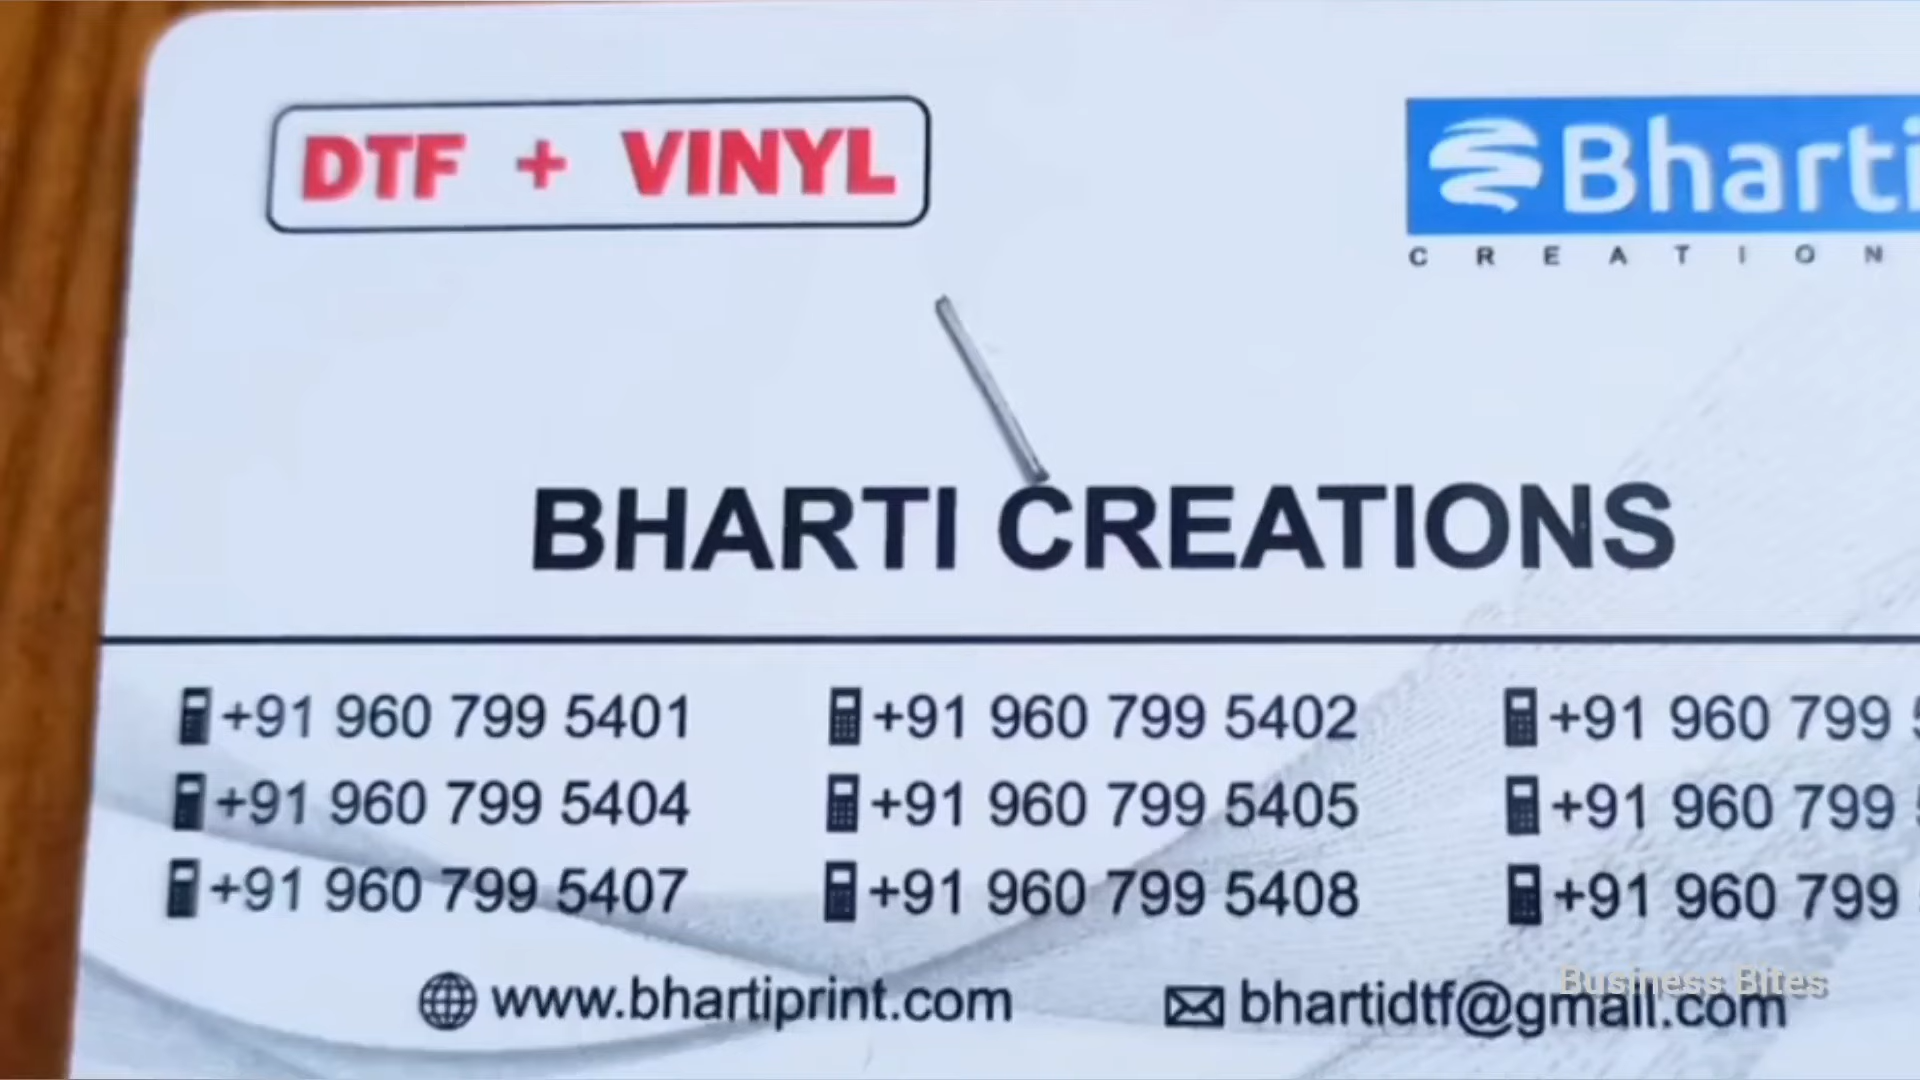 DTF + VINYL
Bharti
CREATION
BHARTI CREATIONS
+91 960 799 5401
+91 960 799 5402
+91 960 799
+91 960 799 5404
+91 960 799 5405
+91 960 799
+91 960 799 5407
+91 960 799 5408
+91 960 799
www.bhartiprint.com
bhartidtf@gmail.com
Business Bites